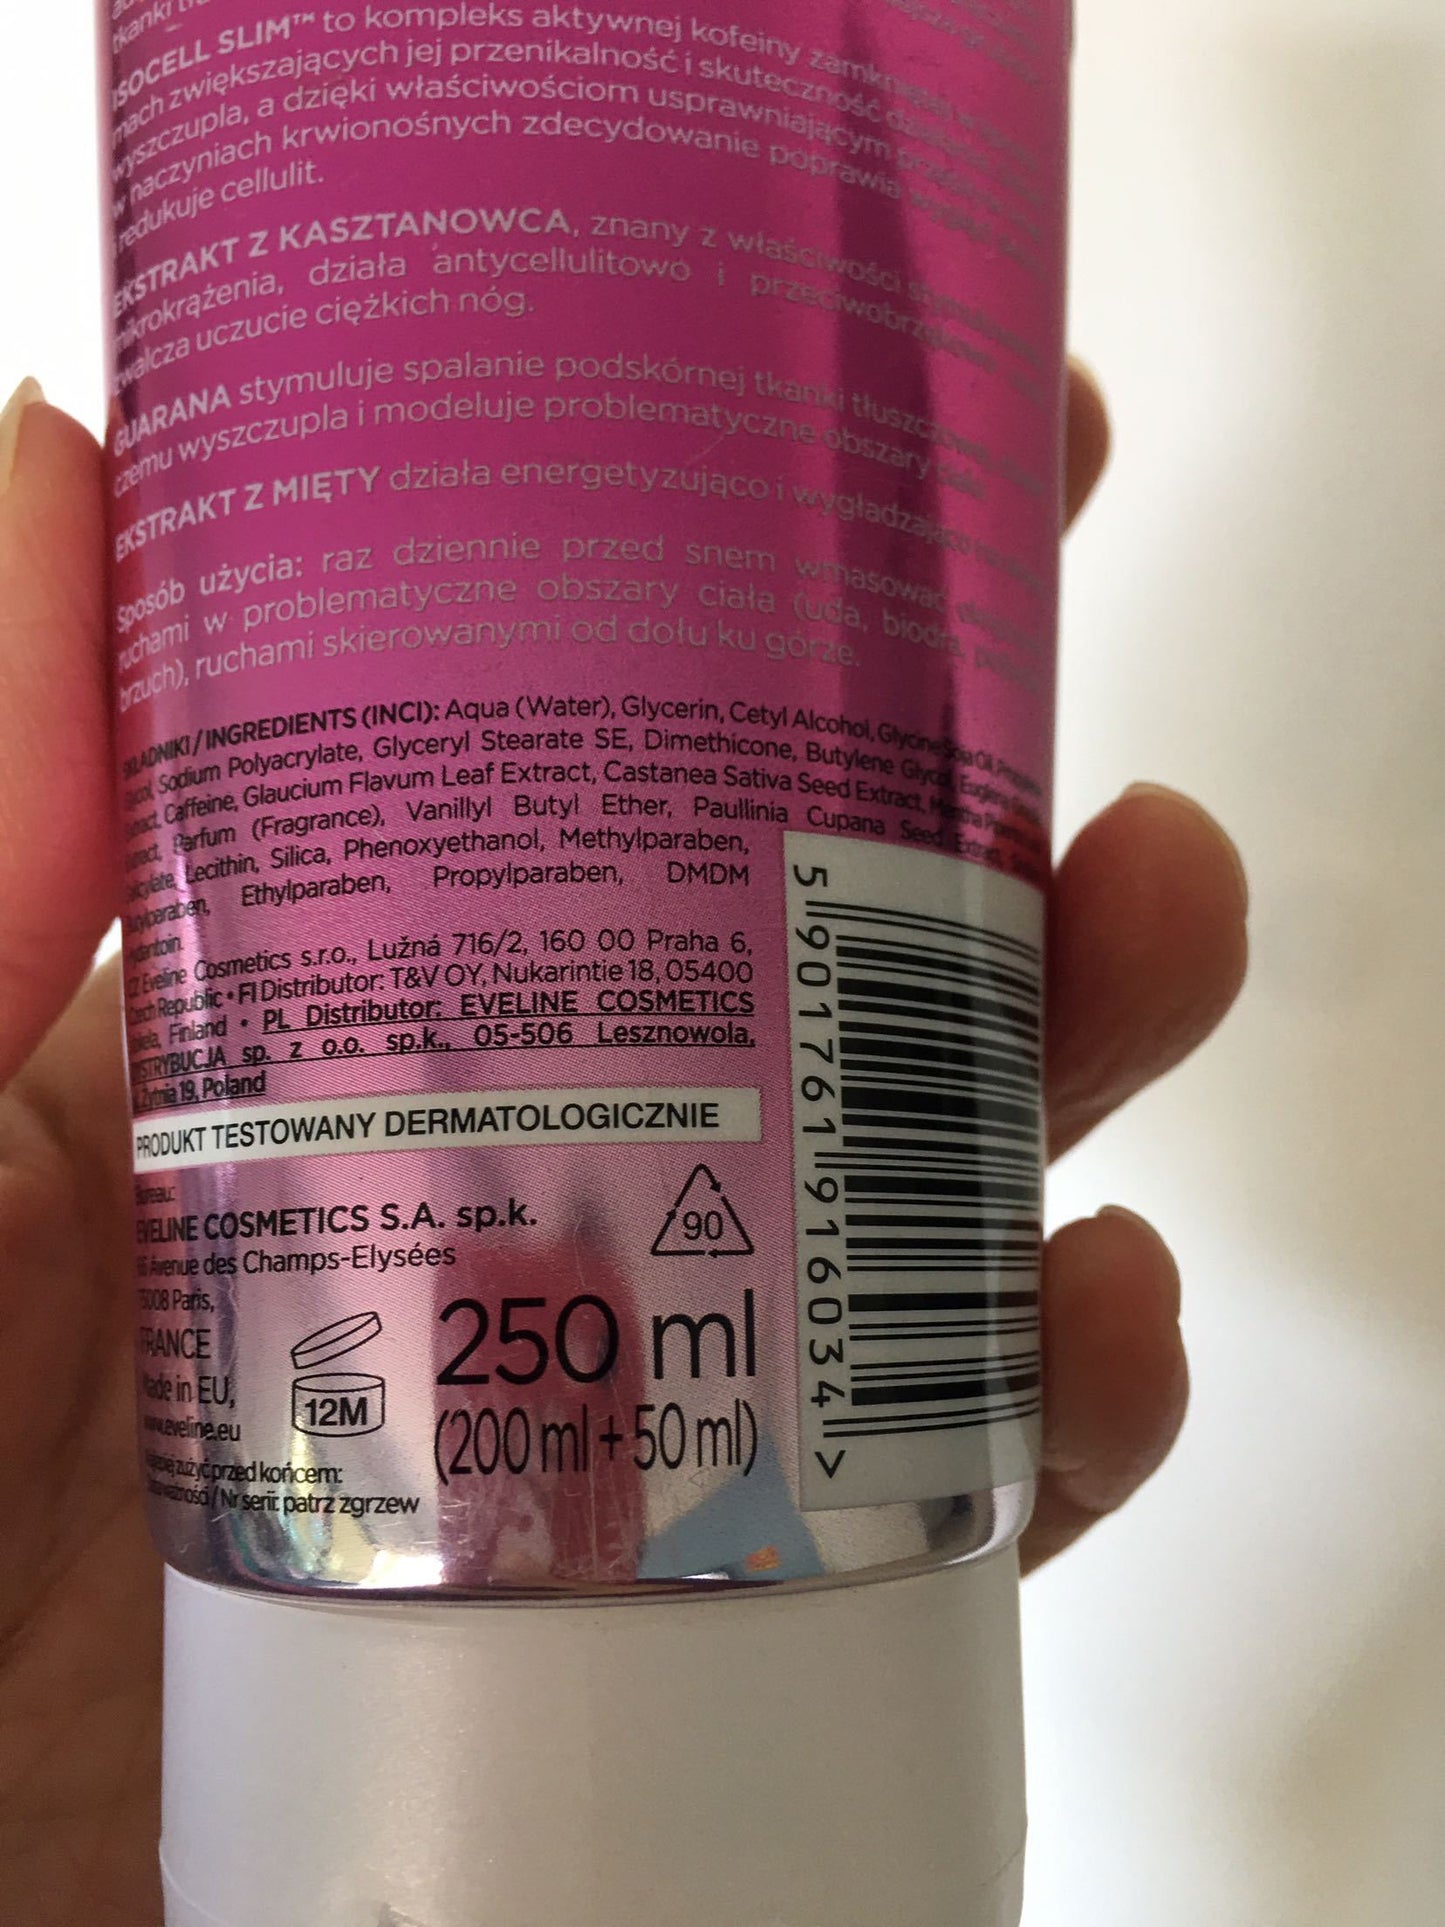 tkanki
ISOCELL SLIM™ to kompleks aktywnej kofeiny
mach zwiększających jej przenikalność i skuteczność
wyszczupla, a dzięki właściwościom usprawniającym
w naczyniach krwionośnych zdecydowanie poprawia wygląd
i redukuje cellulit.
EKSTRAKT Z KASZTANOWCA, znany z właściwości
mikrokrążenia, działa antycellulitowo i
zwalcza uczucie ciężkich nóg.
GUARANA stymuluje spalanie podskórnej tkanki
czemu wyszczupla i modeluje problematyczne obszary ciała.
EKSTRAKT Z MIĘTY działa energetyzująco i wygładzająco
Sposób użycia: raz dziennie przed snem wmasować
ruchami w problematyczne obszary ciała (uda, biodra,
brzuch), ruchami skierowanymi od dołu ku górze.
SKŁADNIKI / INGREDIENTS (INCI): Aqua (Water), Glycerin, Cetyl Alcohol, Glycine Soja Oil,
Glycol, Sodium Polyacrylate, Glyceryl Stearate SE, Dimethicone, Butylene Glycol,
Extract, Caffeine, Glaucium Flavum Leaf Extract, Castanea Sativa Seed Extract,
Extract, Parfum (Fragrance), Vanillyl Butyl Ether, Paullinia Cupana Seed Extract,
Salicylate, Lecithin, Silica, Phenoxyethanol, Methylparaben,
Butylparaben, Ethylparaben, Propylparaben, DMDM
Hydantoin.
CZ Eveline Cosmetics s.r.o., Lužná 716/2, 160 00 Praha 6,
Czech Republic • FI Distributor: T&V OY, Nukarintie 18, 05400
Finland • PL Distributor: EVELINE COSMETICS
DYSTRYBUCJA sp. z o.o. sp.k., 05-506 Lesznowola,
Żytnia 19, Poland
PRODUKT TESTOWANY DERMATOLOGICZNIE
Bureau:
EVELINE COSMETICS S.A. sp.k.
Avenue des Champs-Elysées
75008 Paris,
FRANCE
Made in EU,
www.eveline.eu
zużyć przed końcem:
ważności / Nr serii: patrz zgrzew
12M
90
250 ml
(200 ml + 50 ml)
5 901761 916034 >